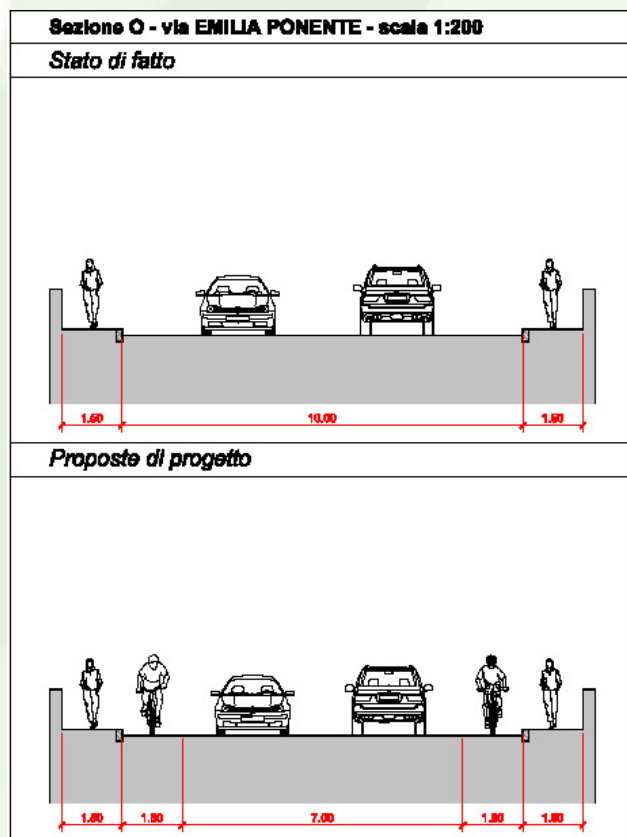 Sezione O - via EMILIA PONENTE - scala 1:200
Stato di fatto
1.50 10.00 1.50
Proposte di progetto
1.50 1.50 7.00 1.50 1.50